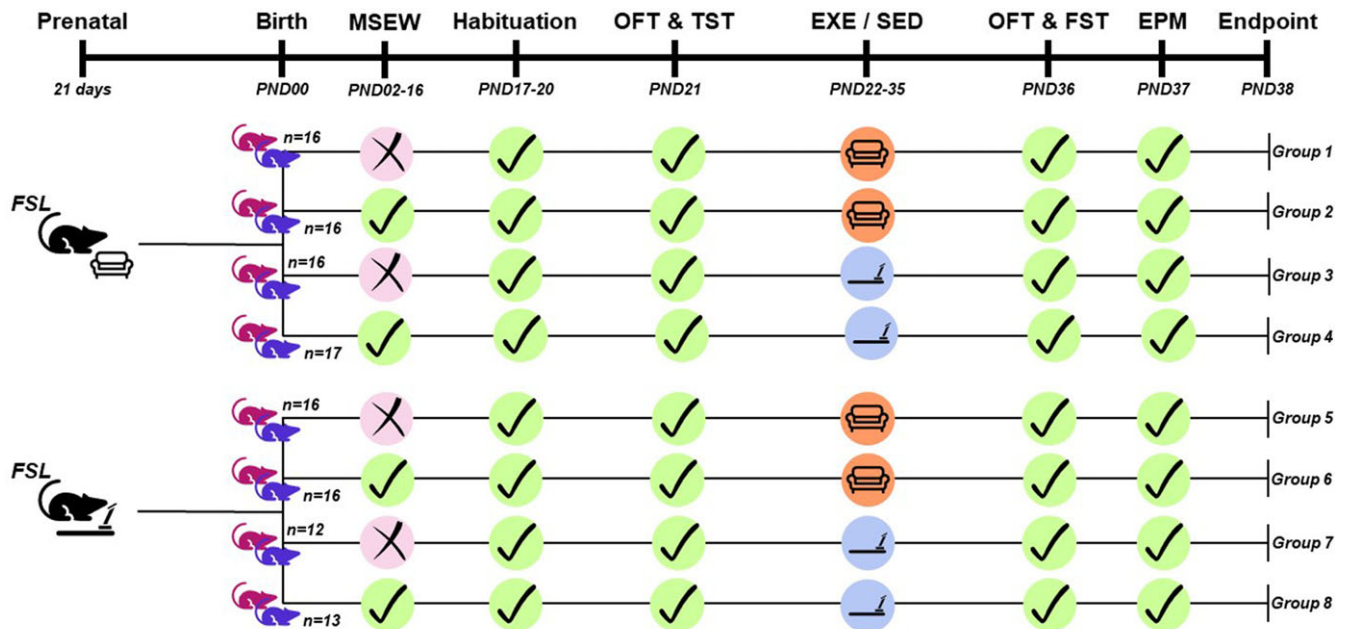 Prenatal Birth MSEW Habituation OFT & TST EXE / SED OFT & FST EPM Endpoint
21 days PND00 PND02-16 PND17-20 PND21 PND22-35 PND36 PND37 PND38
n=16
Group 1
FSL
Group 2
n=16
n=16
Group 3
Group 4
n=17
n=16
Group 5
FSL
Group 6
n=16
n=12
Group 7
Group 8
n=13